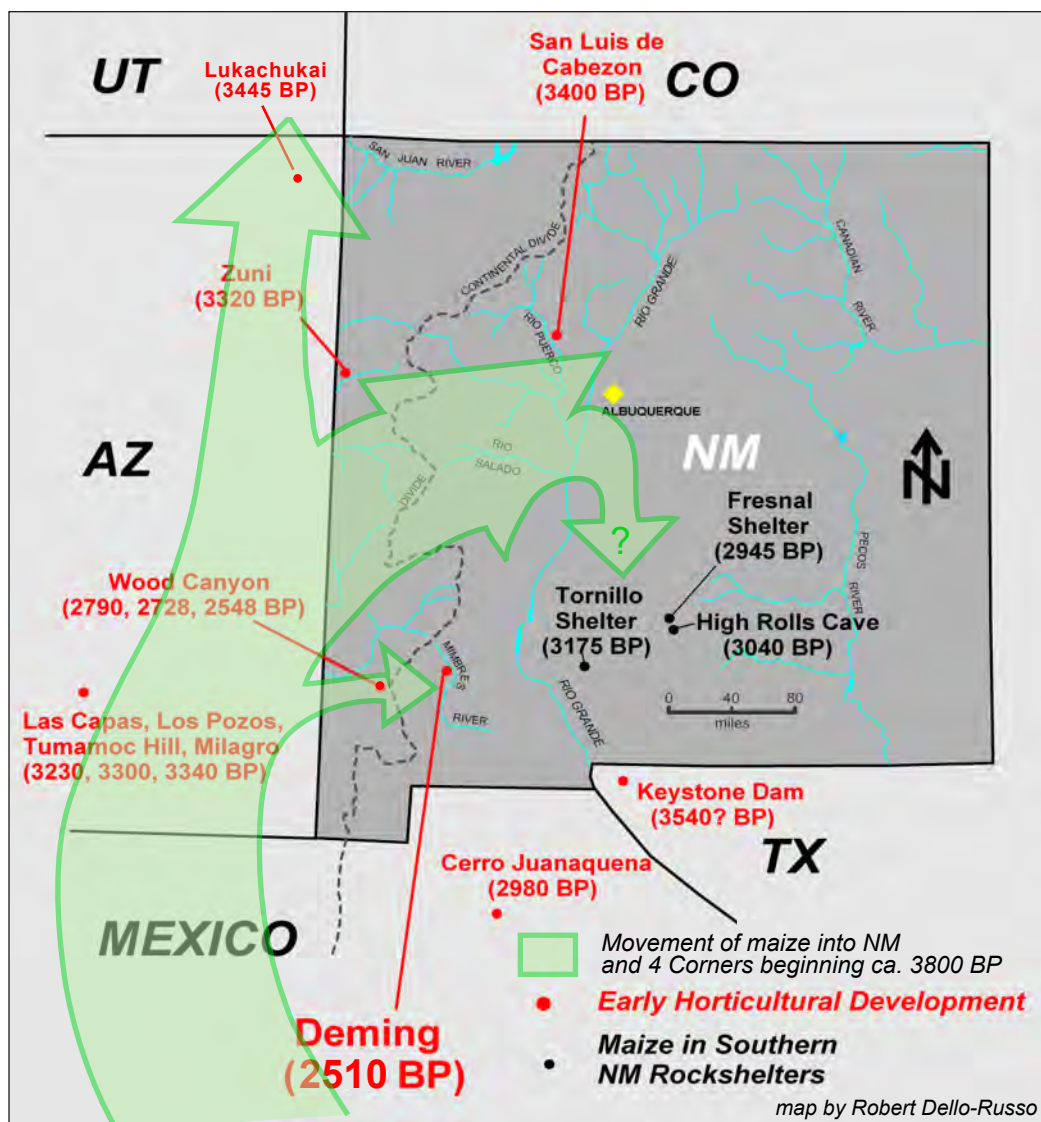 UT
Lukachukai
(3445 BP)
San Luis de
Cabezon
(3400 BP)
CO
SAN JUAN RIVER
CONTINENTAL DIVIDE
CANADIAN
RIVER
RIO GRANDE
Zuni
(3320 BP)
RIO PUERCO
ALBUQUERQUE
AZ
NM
N
RIO
SALADO
DIVIDE
Fresnal
Shelter
(2945 BP)
?
PECOS
RIVER
Wood Canyon
(2790, 2728, 2548 BP)
Tornillo
Shelter
(3175 BP)
High Rolls Cave
(3040 BP)
MIMBRES
RIVER
RIO GRANDE
0 40 80
miles
Las Capas, Los Pozos,
Tumamoc Hill, Milagro
(3230, 3300, 3340 BP)
Keystone Dam
(3540? BP)
TX
Cerro Juanaquena
(2980 BP)
MEXICO
Movement of maize into NM
and 4 Corners beginning ca. 3800 BP
Early Horticultural Development
Deming
(2510 BP)
Maize in Southern
NM Rockshelters
map by Robert Dello-Russo